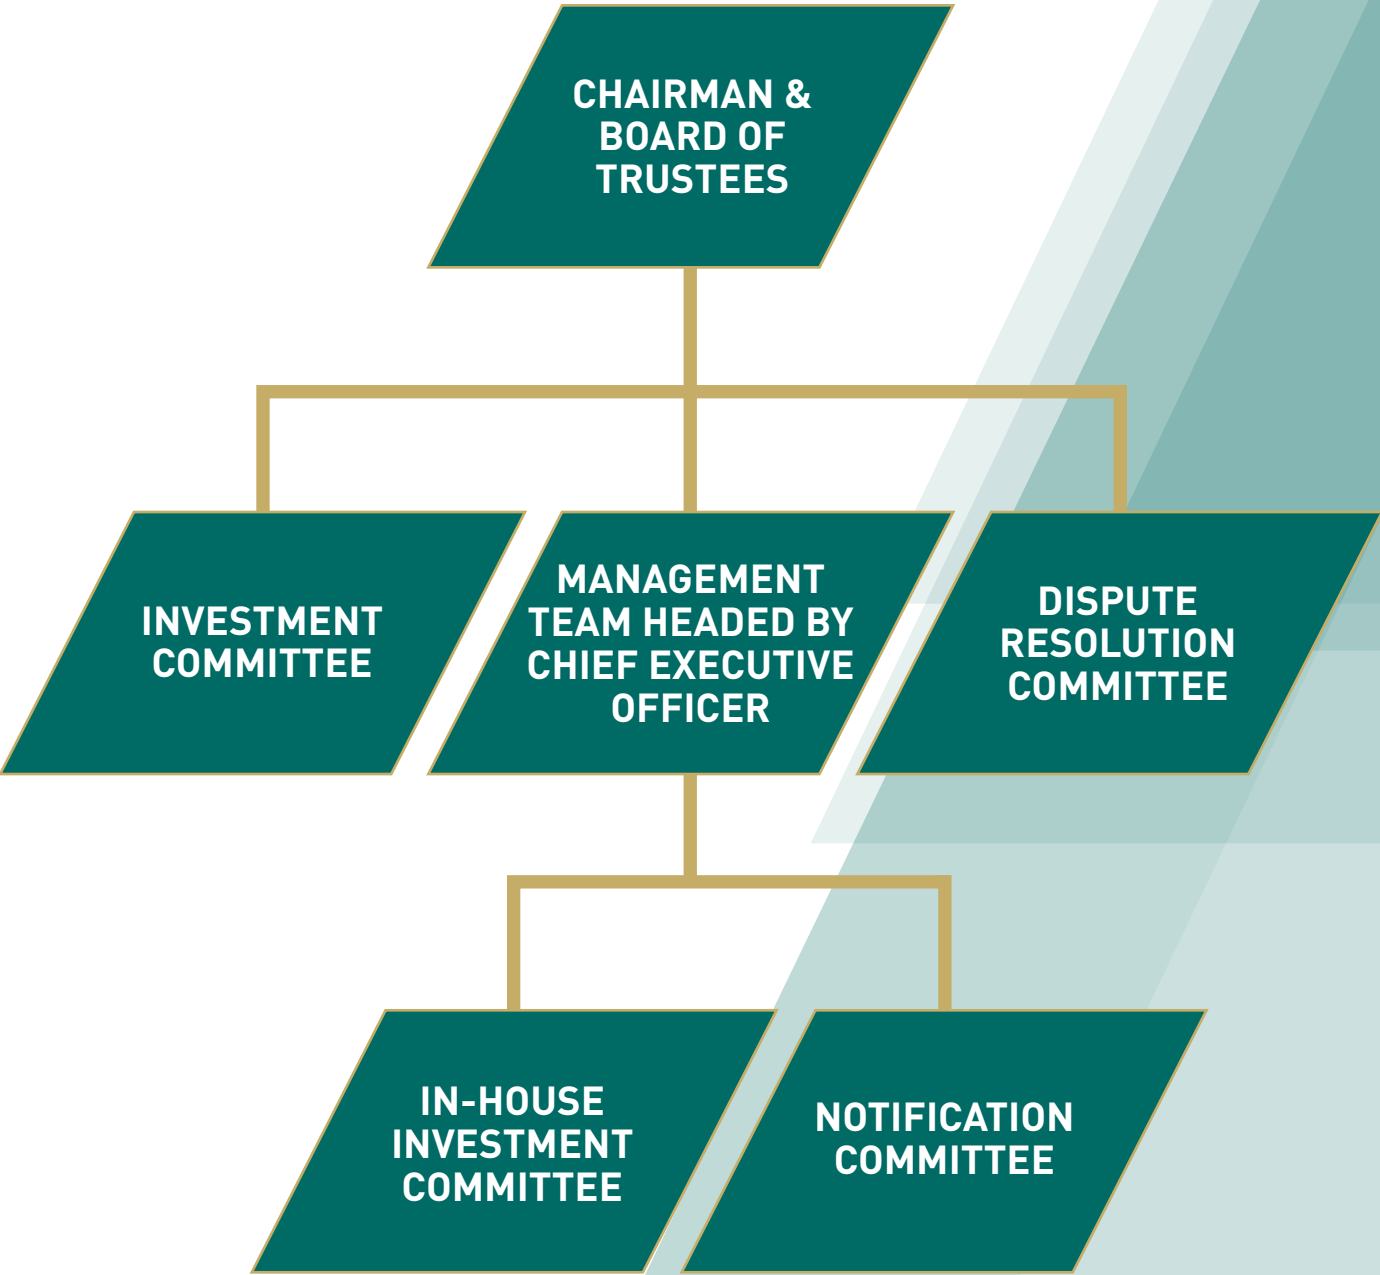 CHAIRMAN &
BOARD OF
TRUSTEES
INVESTMENT
COMMITTEE
MANAGEMENT
TEAM HEADED BY
CHIEF EXECUTIVE
OFFICER
DISPUTE
RESOLUTION
COMMITTEE
IN-HOUSE
INVESTMENT
COMMITTEE
NOTIFICATION
COMMITTEE